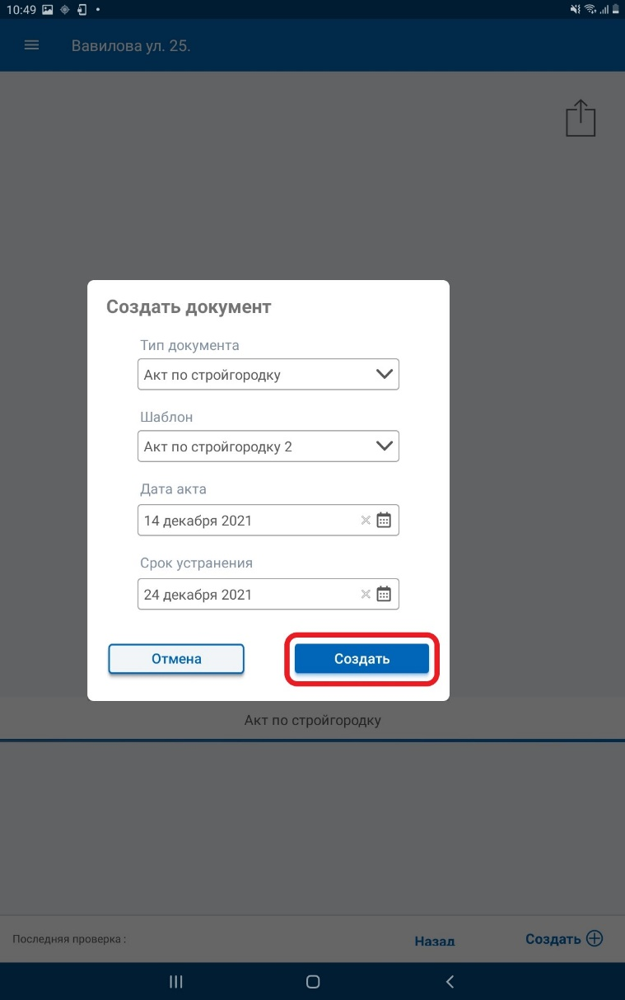 10:49
Вавилова ул. 25.
Создать документ
Тип документа
Акт по стройгородку
Шаблон
Акт по стройгородку 2
Дата акта
14 декабря 2021
Срок устранения
24 декабря 2021
Отмена
Создать
Акт по стройгородку
Последняя проверка :
Назад
Создать